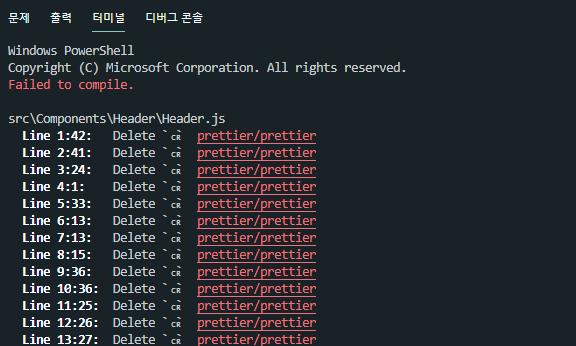 문제 출력 터미널 디버그 콘솔
Windows PowerShell
Copyright (C) Microsoft Corporation. All rights reserved.
Failed to compile.
src\Components\Header\Header.js
Line 1:42: Delete `␍` prettier/prettier
Line 2:41: Delete `␍` prettier/prettier
Line 3:24: Delete `␍` prettier/prettier
Line 4:1: Delete `␍` prettier/prettier
Line 5:33: Delete `␍` prettier/prettier
Line 6:13: Delete `␍` prettier/prettier
Line 7:13: Delete `␍` prettier/prettier
Line 8:15: Delete `␍` prettier/prettier
Line 9:36: Delete `␍` prettier/prettier
Line 10:36: Delete `␍` prettier/prettier
Line 11:25: Delete `␍` prettier/prettier
Line 12:26: Delete `␍` prettier/prettier
Line 13:27: Delete `␍` prettier/prettier